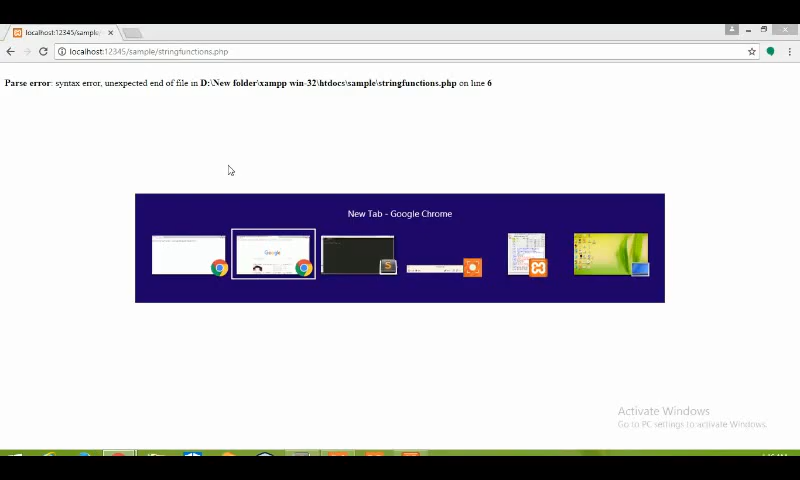 localhost:12345/sample/
localhost:12345/sample/stringfunctions.php
Parse error: syntax error, unexpected end of file in D:\New folder\xampp win-32\htdocs\sample\stringfunctions.php on line 6
New Tab - Google Chrome
Google
Activate Windows
Go to PC settings to activate Windows.